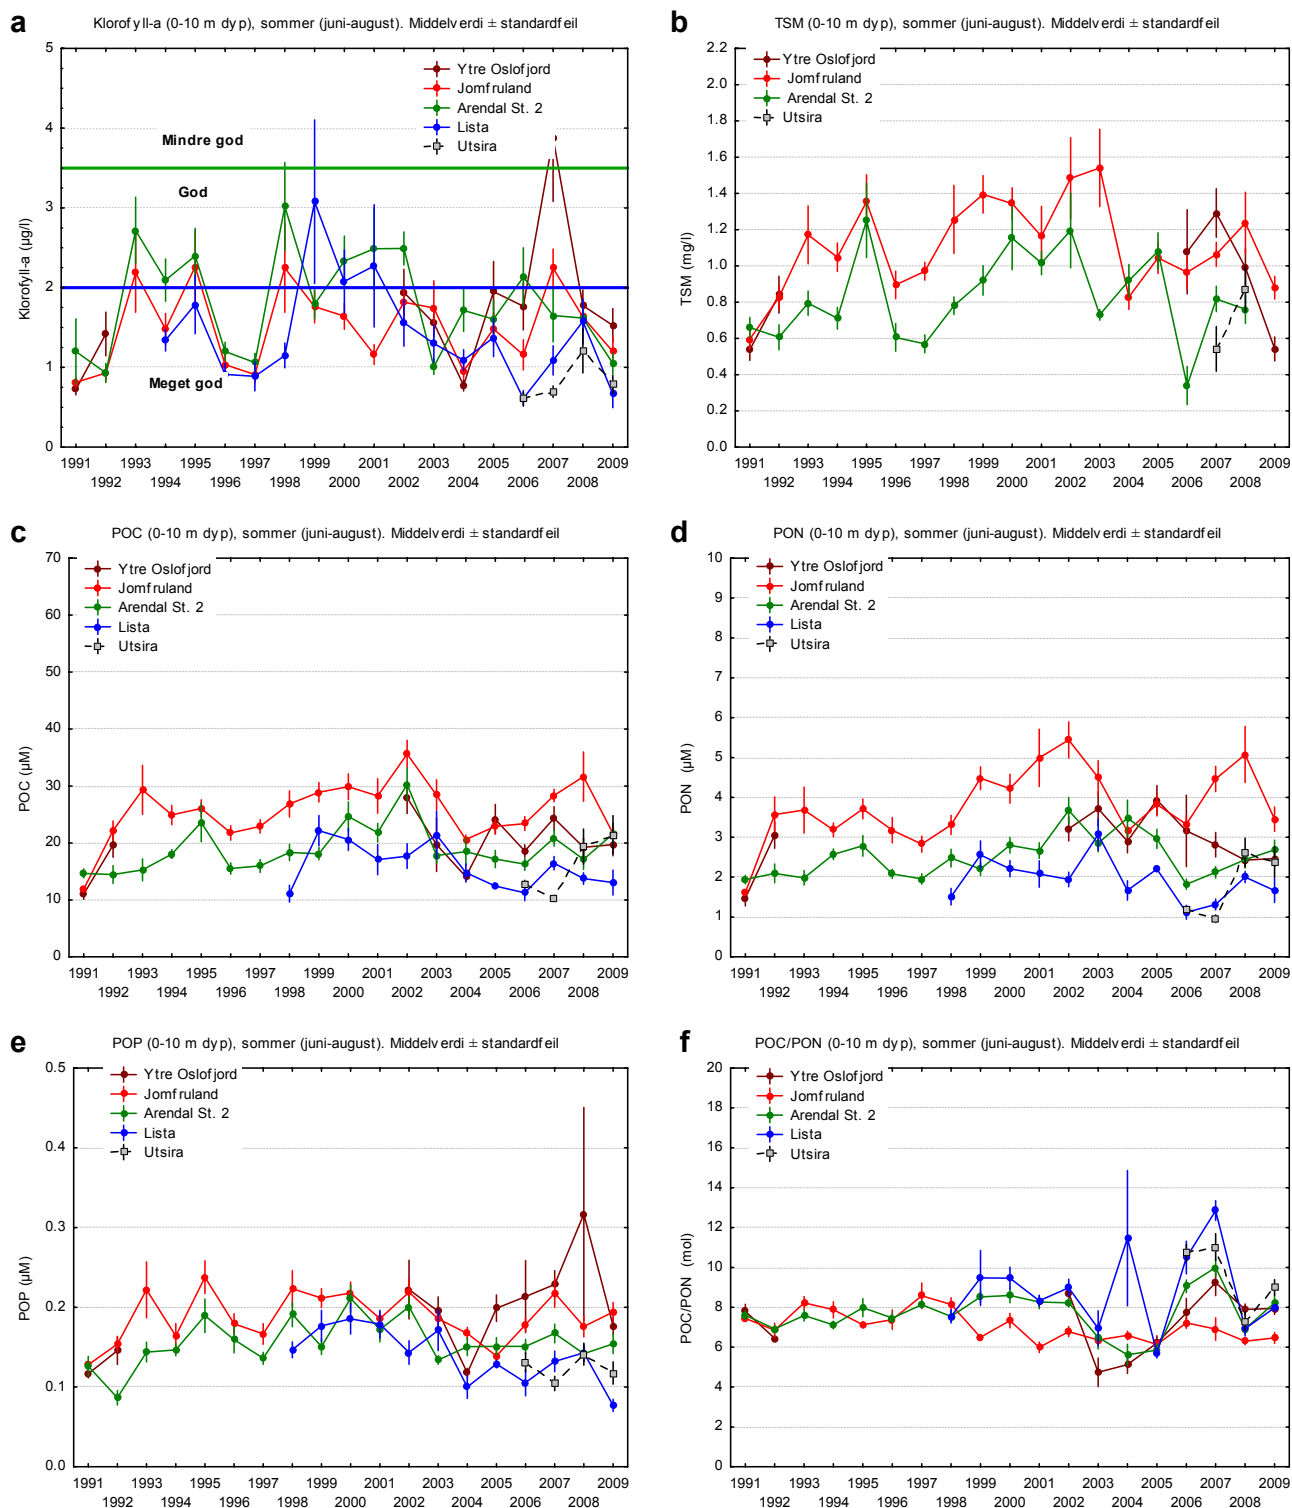 a
Klorofyll-a (0-10 m dyp), sommer (juni-august). Middelverdi ± standardfeil
5
4
3
2
1
0
Klorofyll-a (µg/l)
Ytre Oslofjord
Jomfruland
Arendal St. 2
Lista
Utsira
Mindre god
God
Meget god
1991 1993 1995 1997 1999 2001 2003 2005 2007 2009
1992 1994 1996 1998 2000 2002 2004 2006 2008
b
TSM (0-10 m dyp), sommer (juni-august). Middelverdi ± standardfeil
2.2
2.0
1.8
1.6
1.4
1.2
1.0
0.8
0.6
0.4
0.2
0.0
TSM (mg/l)
Ytre Oslofjord
Jomfruland
Arendal St. 2
Utsira
1991 1993 1995 1997 1999 2001 2003 2005 2007 2009
1992 1994 1996 1998 2000 2002 2004 2006 2008
c
POC (0-10 m dyp), sommer (juni-august). Middelverdi ± standardfeil
70
60
50
40
30
20
10
0
POC (µM)
Ytre Oslofjord
Jomfruland
Arendal St. 2
Lista
Utsira
1991 1993 1995 1997 1999 2001 2003 2005 2007 2009
1992 1994 1996 1998 2000 2002 2004 2006 2008
d
PON (0-10 m dyp), sommer (juni-august). Middelverdi ± standardfeil
10
9
8
7
6
5
4
3
2
1
0
PON (µM)
Ytre Oslofjord
Jomfruland
Arendal St. 2
Lista
Utsira
1991 1993 1995 1997 1999 2001 2003 2005 2007 2009
1992 1994 1996 1998 2000 2002 2004 2006 2008
e
POP (0-10 m dyp), sommer (juni-august). Middelverdi ± standardfeil
0.5
0.4
0.3
0.2
0.1
0.0
POP (µM)
Ytre Oslofjord
Jomfruland
Arendal St. 2
Lista
Utsira
1991 1993 1995 1997 1999 2001 2003 2005 2007 2009
1992 1994 1996 1998 2000 2002 2004 2006 2008
f
POC/PON (0-10 m dyp), sommer (juni-august). Middelverdi ± standardfeil
20
18
16
14
12
10
8
6
4
2
0
POC/PON (mol)
Ytre Oslofjord
Jomfruland
Arendal St. 2
Lista
Utsira
1991 1993 1995 1997 1999 2001 2003 2005 2007 2009
1992 1994 1996 1998 2000 2002 2004 2006 2008